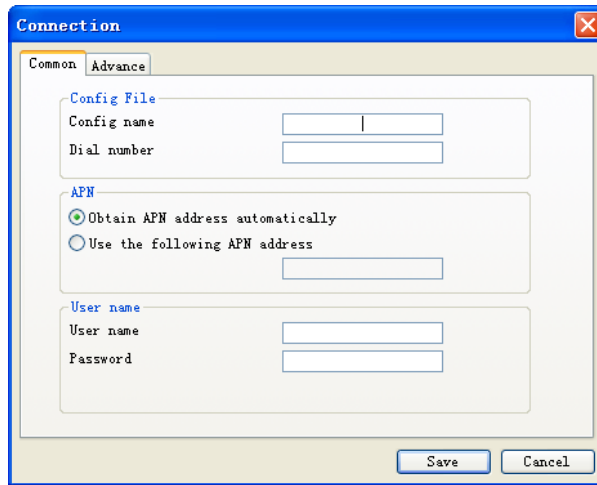 Connection
Common Advance
Config File
Config name
Dial number
APN
Obtain APN address automatically
Use the following APN address
User name
User name
Password
Save Cancel